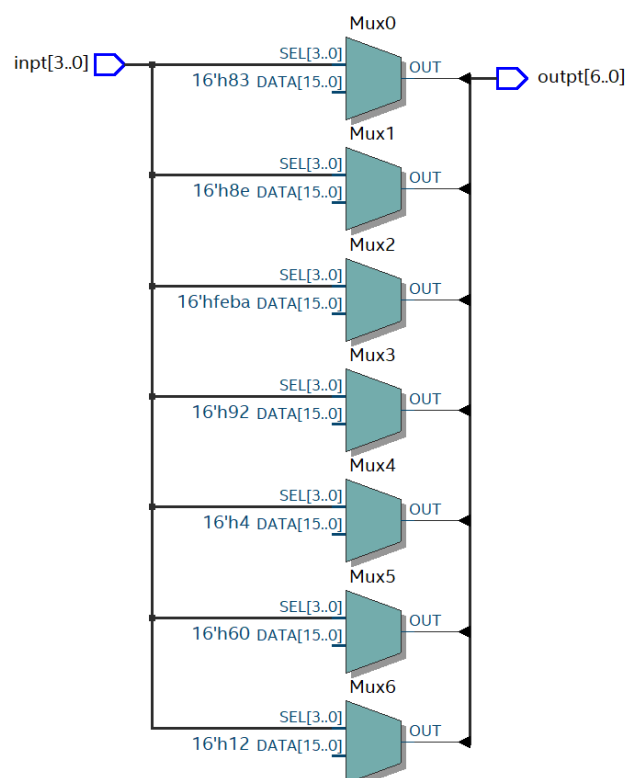 Mux0
inpt[3..0] SEL[3..0] OUT outpt[6..0]
16'h83 DATA[15..0]
Mux1
SEL[3..0] OUT
16'h8e DATA[15..0]
Mux2
SEL[3..0] OUT
16'hfeba DATA[15..0]
Mux3
SEL[3..0] OUT
16'h92 DATA[15..0]
Mux4
SEL[3..0] OUT
16'h4 DATA[15..0]
Mux5
SEL[3..0] OUT
16'h60 DATA[15..0]
Mux6
SEL[3..0] OUT
16'h12 DATA[15..0]